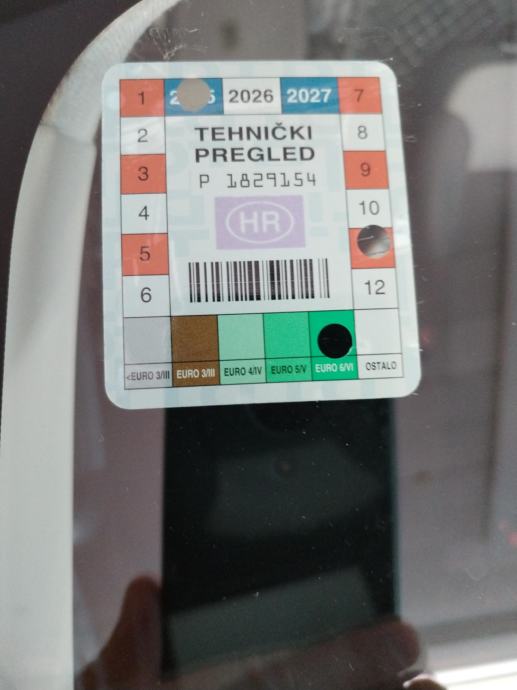 1 2026 2027 7
2 TEHNIČKI 8
PREGLED
3 P 1829154 9
4 HR 10
5
6 12
<EURO 3/III EURO 3/III EURO 4/IV EURO 5/V EURO 6/VI OSTALO